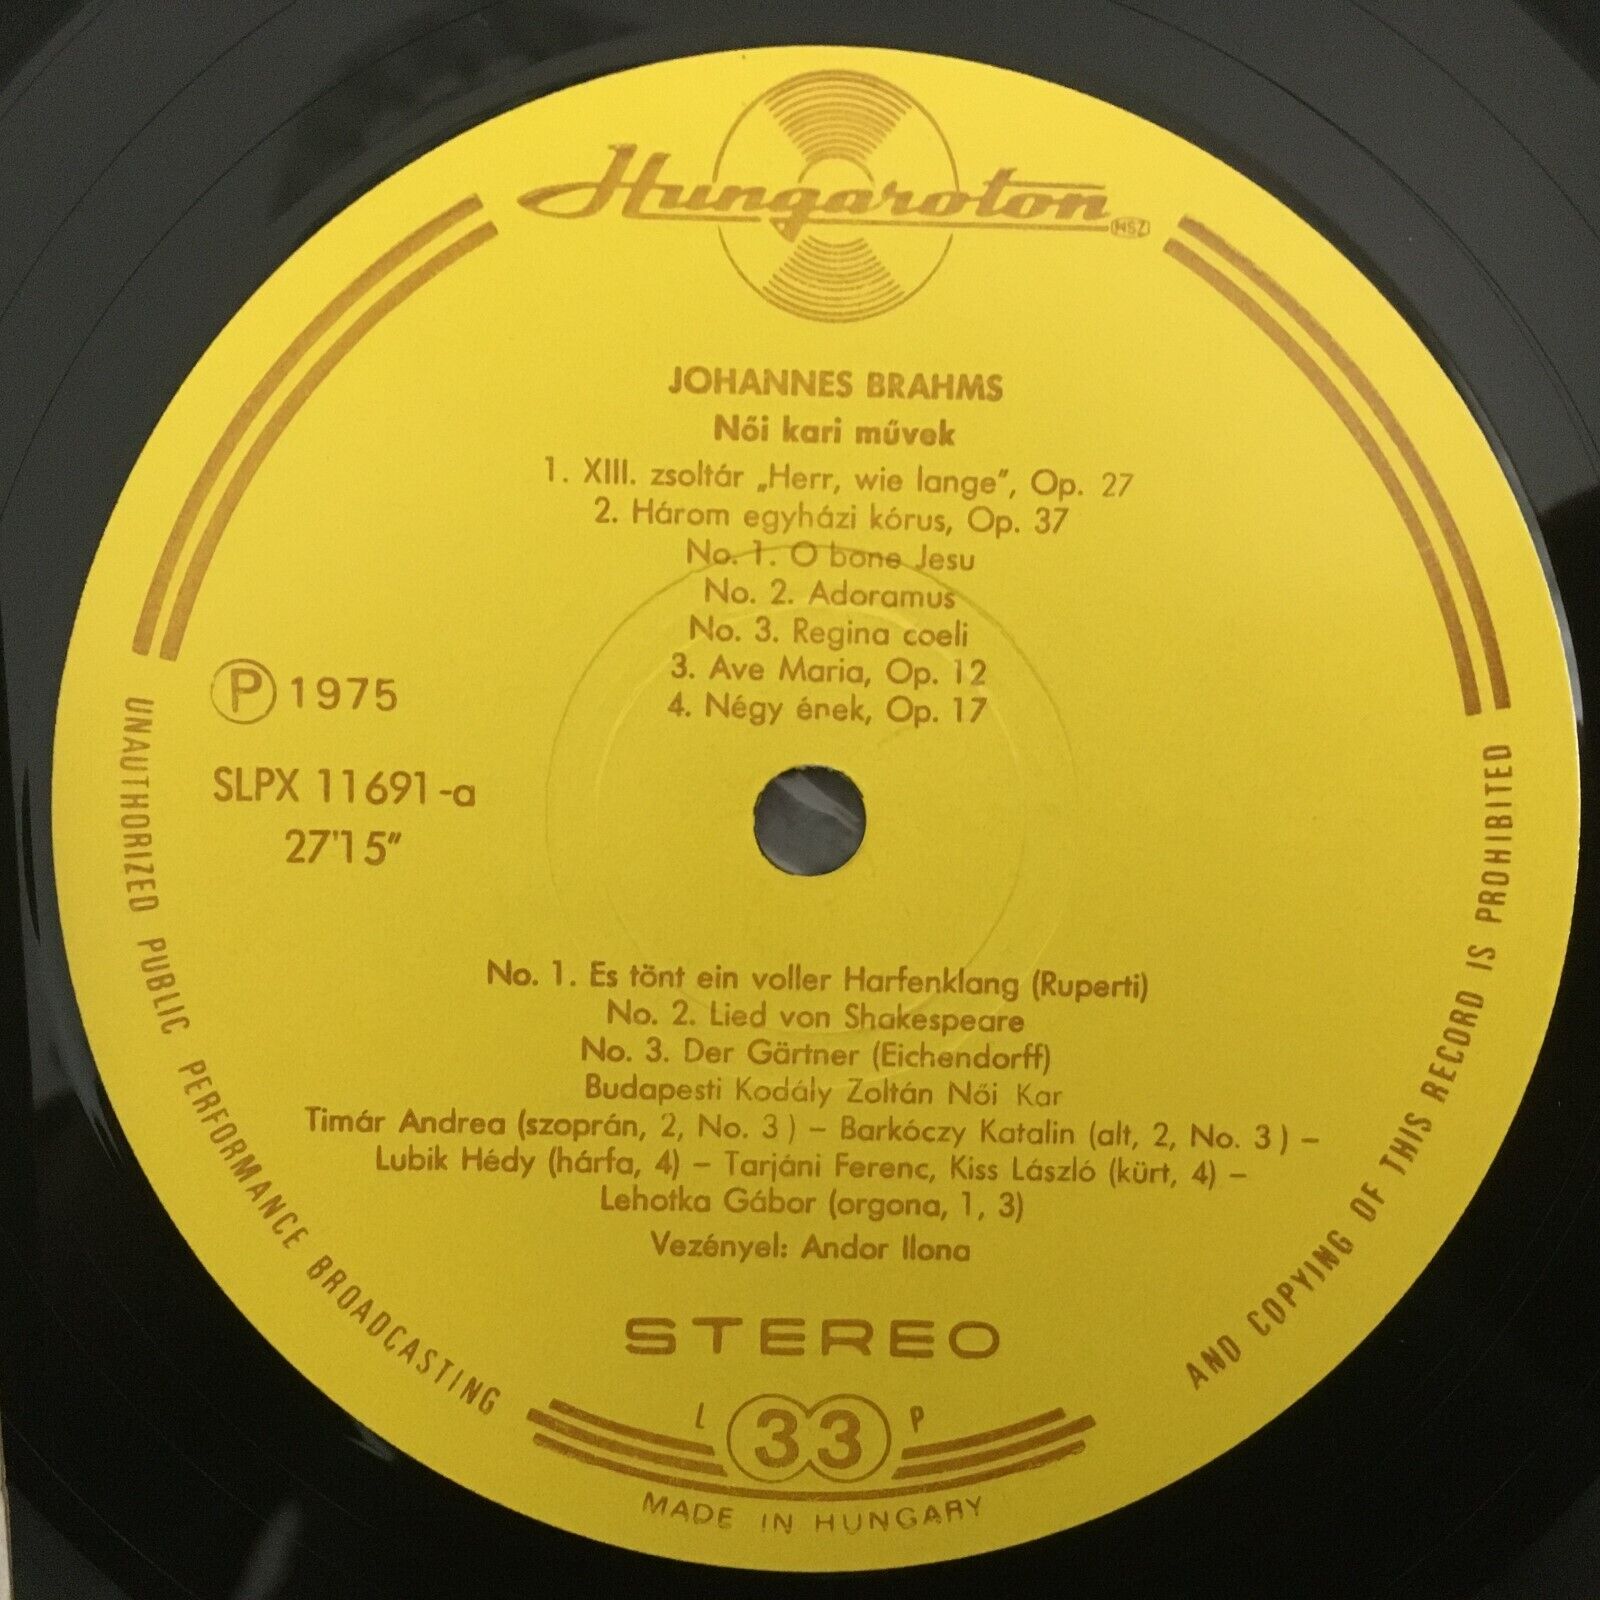 Hungaroton
MSZ
JOHANNES BRAHMS
Női kari művek
1. XIII. zsoltár „Herr, wie lange”, Op. 27
2. Három egyházi kórus, Op. 37
No. 1. O bone Jesu
No. 2. Adoramus
No. 3. Regina coeli
3. Ave Maria, Op. 12
4. Négy ének, Op. 17
Ⓟ 1975
SLPX 11691-a
27'15”
No. 1. Es tönt ein voller Harfenklang (Ruperti)
No. 2. Lied von Shakespeare
No. 3. Der Gärtner (Eichendorff)
Budapesti Kodály Zoltán Női Kar
Timár Andrea (szoprán, 2, No. 3) – Barkóczy Katalin (alt, 2, No. 3) –
Lubik Hédy (hárfa, 4) – Tarjáni Ferenc, Kiss László (kürt, 4) –
Lehotka Gábor (orgona, 1, 3)
Vezényel: Andor Ilona
STEREO
L 33 P
MADE IN HUNGARY
UNAUTHORIZED PUBLIC PERFORMANCE BROADCASTING
AND COPYING OF THIS RECORD IS PROHIBITED